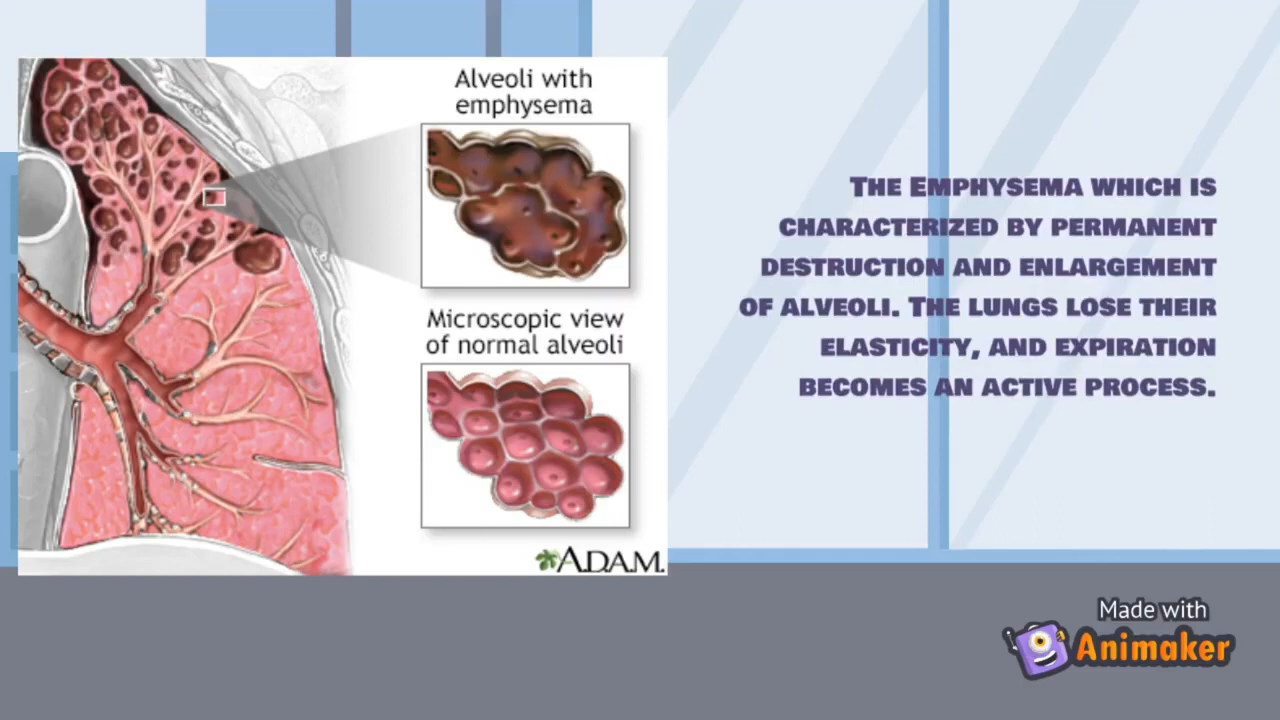 Alveoli with
emphysema
Microscopic view
of normal alveoli
A.D.A.M.
THE EMPHYSEMA WHICH IS
CHARACTERIZED BY PERMANENT
DESTRUCTION AND ENLARGEMENT
OF ALVEOLI. THE LUNGS LOSE THEIR
ELASTICITY, AND EXPIRATION
BECOMES AN ACTIVE PROCESS.
Made with
Animaker